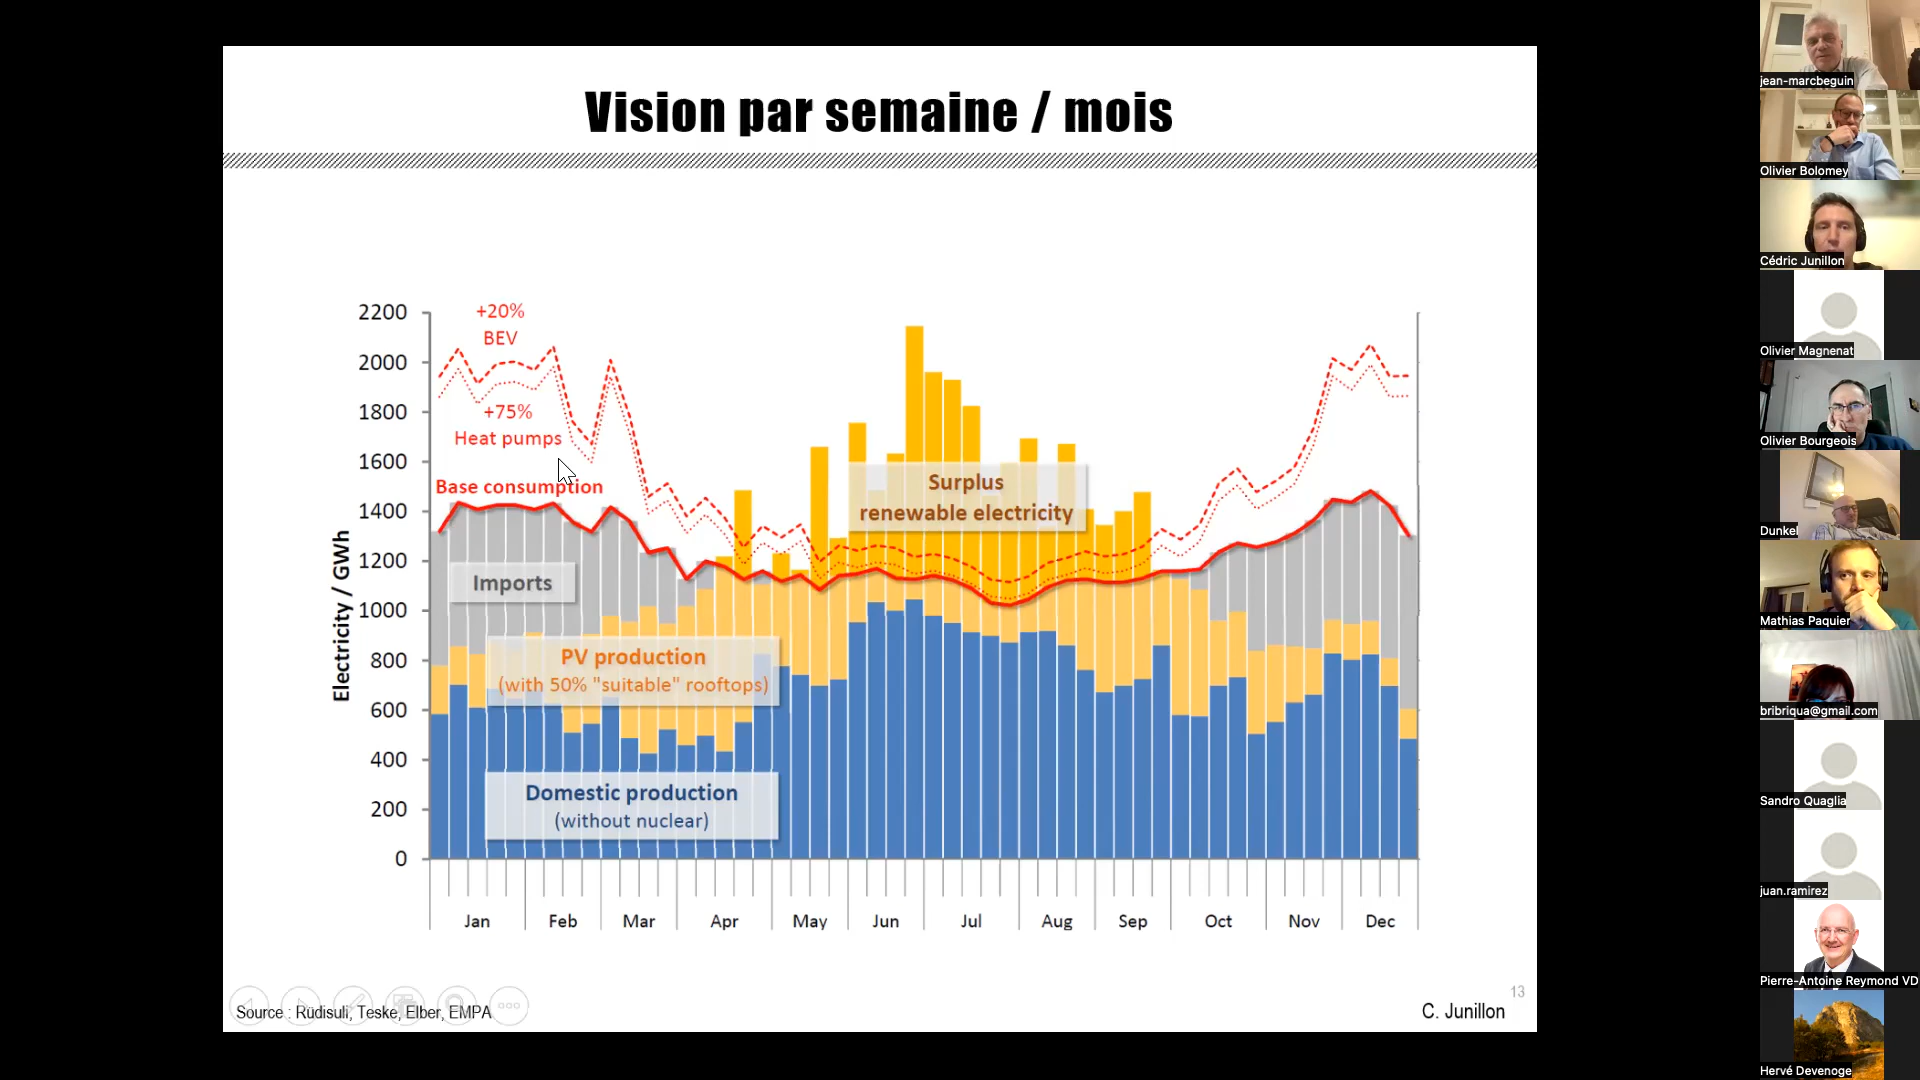 Vision par semaine / mois
Electricity / GWh
2200
2000
1800
1600
1400
1200
1000
800
600
400
200
0
+20%
BEV
+75%
Heat pumps
Base consumption
Imports
PV production
(with 50% "suitable" rooftops)
Domestic production
(without nuclear)
Surplus
renewable electricity
Jan
Feb
Mar
Apr
May
Jun
Jul
Aug
Sep
Oct
Nov
Dec
Source : Rüdisuli, Teske, Elber, EMPA
13
C. Junillon
jean-marcbeguin
Olivier Bolomey
Cédric Junillon
Olivier Magnenat
Olivier Bourgeois
Dunkel
Mathias Paquier
bribriqua@gmail.com
Sandro Quaglia
juan.ramirez
Pierre-Antoine Reymond VD
Hervé Devenoge